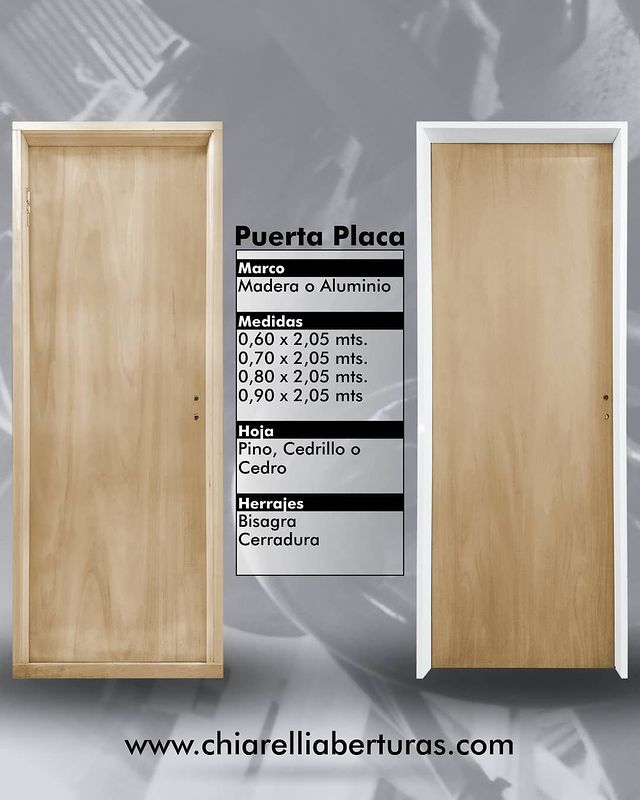 Puerta Placa
Marco
Madera o Aluminio
Medidas
0,60 x 2,05 mts.
0,70 x 2,05 mts.
0,80 x 2,05 mts.
0,90 x 2,05 mts
Hoja
Pino, Cedrillo o
Cedro
Herrajes
Bisagra
Cerradura
www.chiarelliaberturas.com